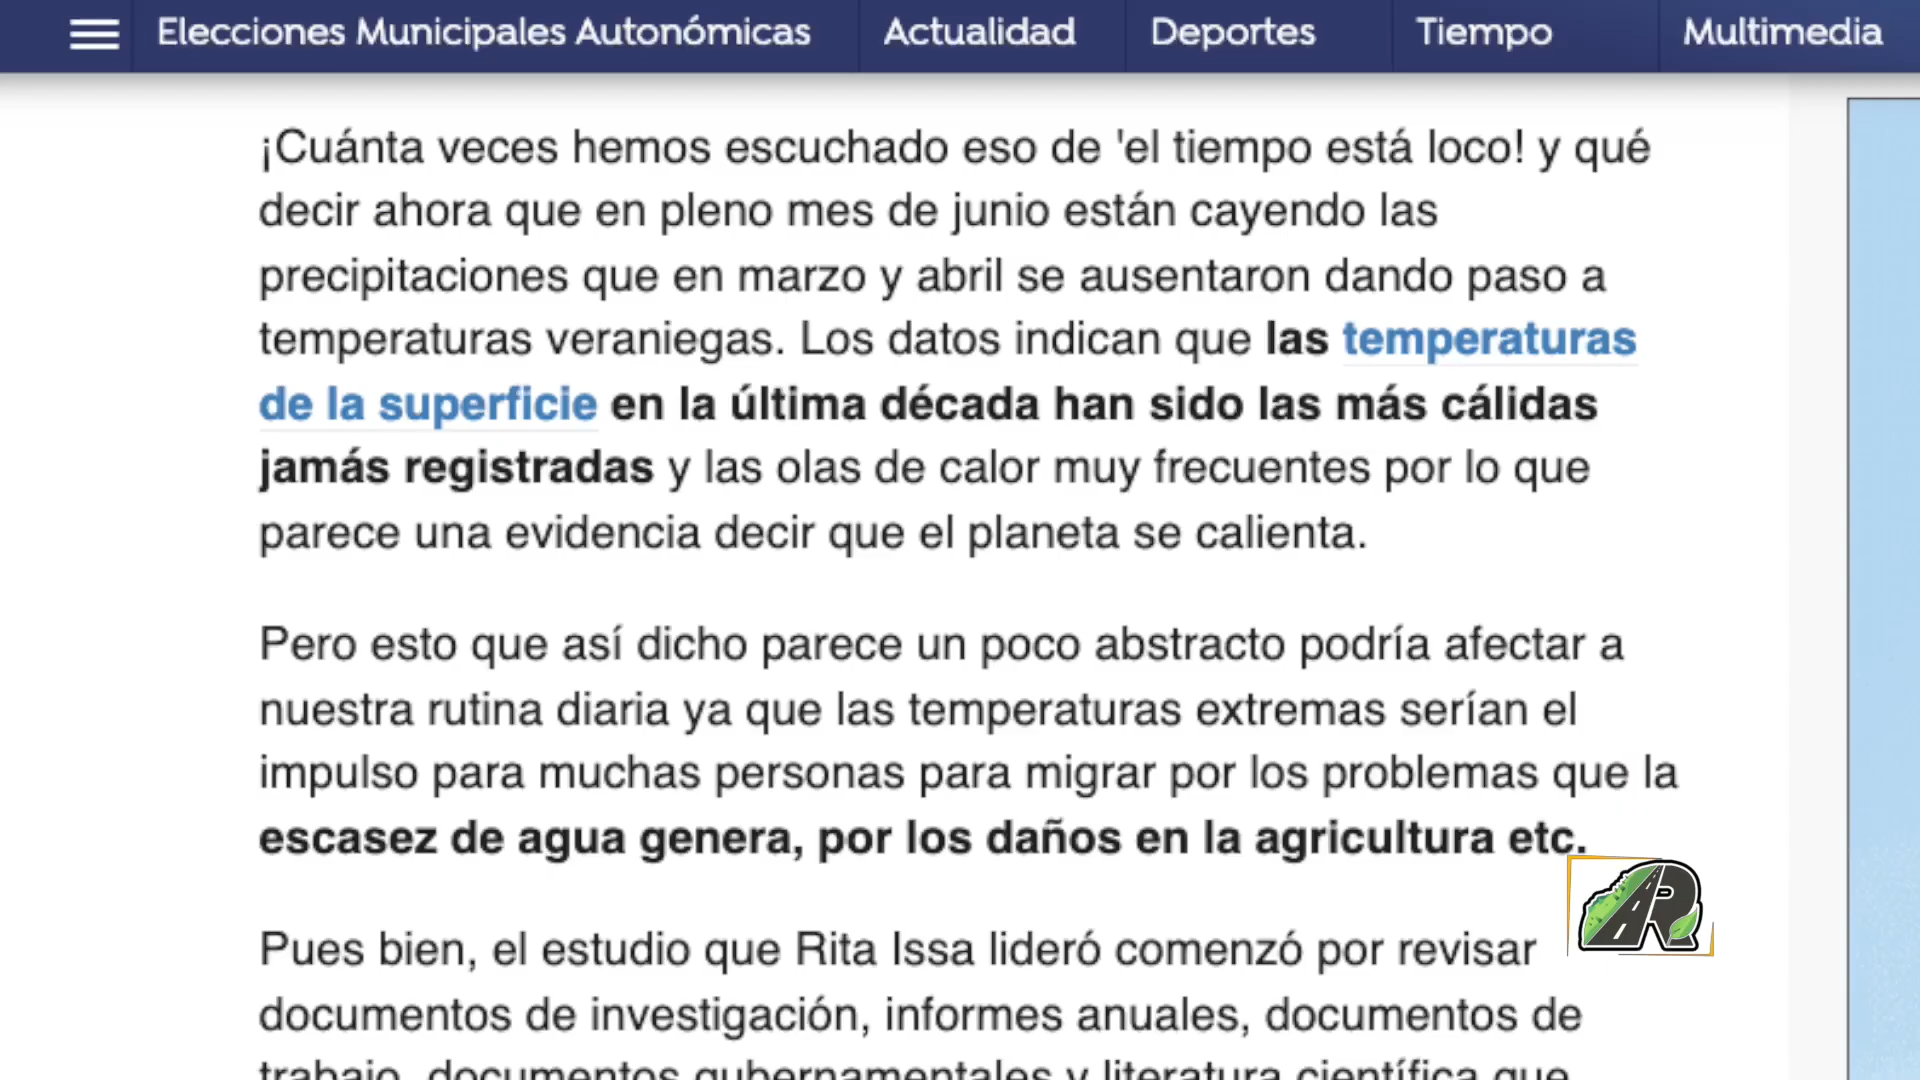 Elecciones Municipales Autonómicas Actualidad Deportes Tiempo Multimedia
¡Cuánta veces hemos escuchado eso de 'el tiempo está loco! y qué
decir ahora que en pleno mes de junio están cayendo las
precipitaciones que en marzo y abril se ausentaron dando paso a
temperaturas veraniegas. Los datos indican que las temperaturas
de la superficie en la última década han sido las más cálidas
jamás registradas y las olas de calor muy frecuentes por lo que
parece una evidencia decir que el planeta se calienta.
Pero esto que así dicho parece un poco abstracto podría afectar a
nuestra rutina diaria ya que las temperaturas extremas serían el
impulso para muchas personas para migrar por los problemas que la
escasez de agua genera, por los daños en la agricultura etc.
R
Pues bien, el estudio que Rita Issa lideró comenzó por revisar
documentos de investigación, informes anuales, documentos de
trabajo, documentos gubernamentales y literatura científica que